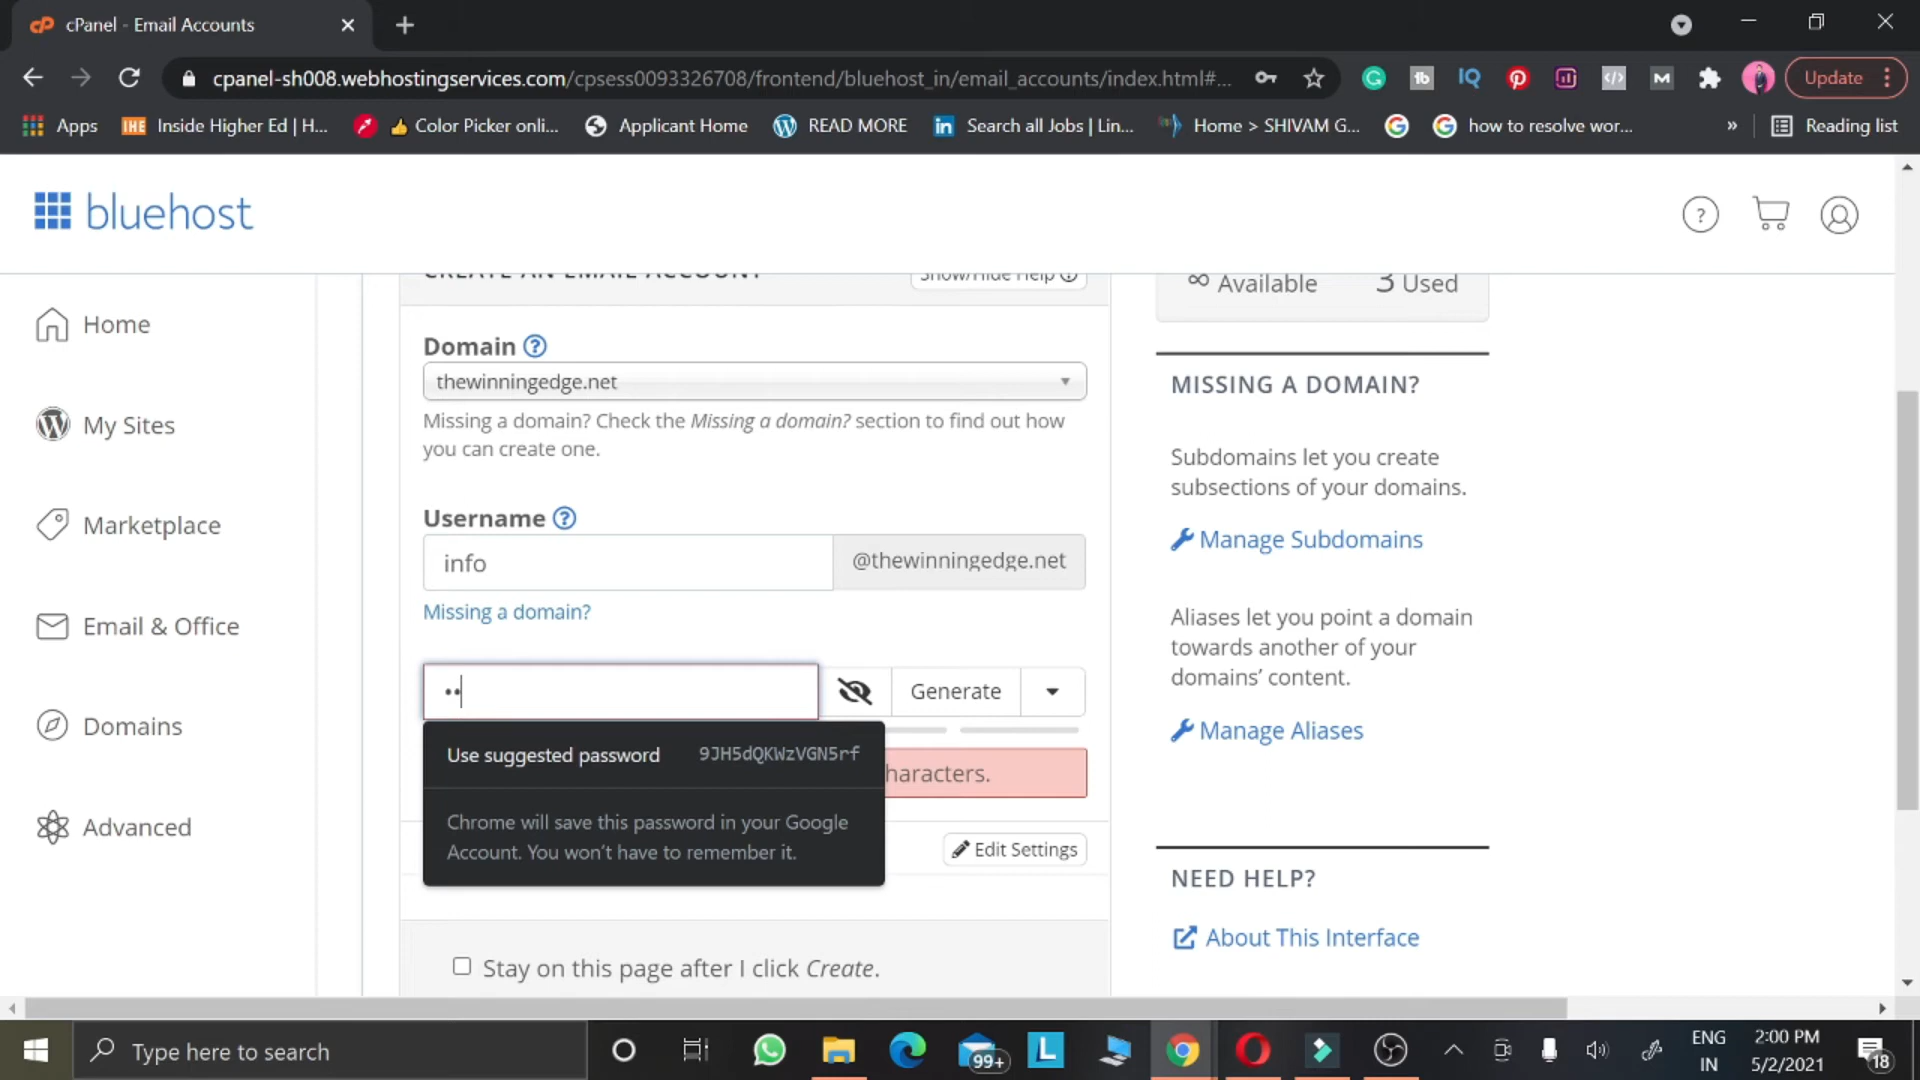 cPanel - Email Accounts
cpanel-sh008.webhostingservices.com/cpsess0093326708/frontend/bluehost_in/email_accounts/index.html#...
Update
Apps
Inside Higher Ed | H...
Color Picker onli...
Applicant Home
READ MORE
Search all Jobs | Lin...
Home > SHIVAM G...
how to resolve wor...
»
Reading list
bluehost
Home
My Sites
Marketplace
Email & Office
Domains
Advanced
CREATE AN EMAIL ACCOUNT
Show/Hide Help
Domain
thewinningedge.net
Missing a domain? Check the Missing a domain? section to find out how
you can create one.
Username
info
@thewinningedge.net
Missing a domain?
••
Generate
Use suggested password 9JH5dQKWzVGN5rf
Chrome will save this password in your Google
Account. You won't have to remember it.
haracters.
Edit Settings
Stay on this page after I click Create.
∞ Available
3 Used
MISSING A DOMAIN?
Subdomains let you create
subsections of your domains.
Manage Subdomains
Aliases let you point a domain
towards another of your
domains' content.
Manage Aliases
NEED HELP?
About This Interface
Type here to search
99+
ENG
IN
2:00 PM
5/2/2021
18